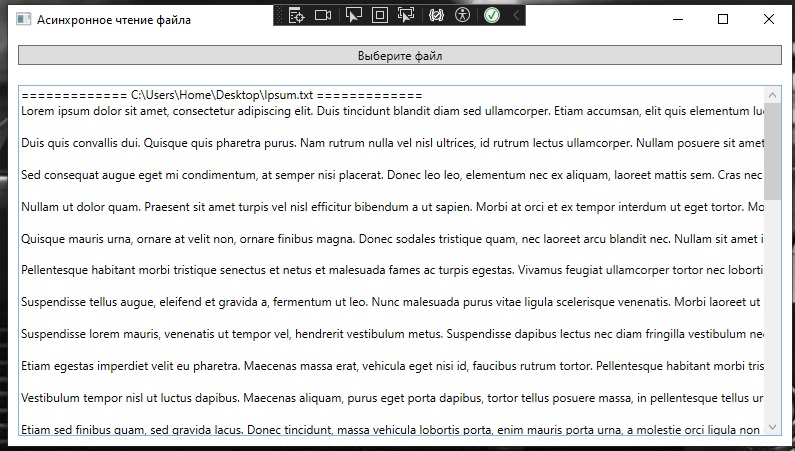 Асинхронное чтение файла
Выберите файл
============= C:\Users\Home\Desktop\Ipsum.txt =============
Lorem ipsum dolor sit amet, consectetur adipiscing elit. Duis tincidunt blandit diam sed ullamcorper. Etiam accumsan, elit quis elementum
Duis quis convallis dui. Quisque quis pharetra purus. Nam rutrum nulla vel nisl ultrices, id rutrum lectus ullamcorper. Nullam posuere sit amet
Sed consequat augue eget mi condimentum, at semper nisi placerat. Donec leo leo, elementum nec ex aliquam, laoreet mattis sem. Cras nec
Nullam ut dolor quam. Praesent sit amet turpis vel nisl efficitur bibendum a ut sapien. Morbi at orci et ex tempor interdum ut eget tortor. Mo
Quisque mauris urna, ornare at velit non, ornare finibus magna. Donec sodales tristique quam, nec laoreet arcu blandit nec. Nullam sit amet i
Pellentesque habitant morbi tristique senectus et netus et malesuada fames ac turpis egestas. Vivamus feugiat ullamcorper tortor nec loborti
Suspendisse tellus augue, eleifend et gravida a, fermentum ut leo. Nunc malesuada purus vitae ligula scelerisque venenatis. Morbi laoreet ut
Suspendisse lorem mauris, venenatis ut tempor vel, hendrerit vestibulum metus. Suspendisse dapibus lectus nec diam fringilla vestibulum ne
Etiam egestas imperdiet velit eu pharetra. Maecenas massa erat, vehicula eget nisi id, faucibus rutrum tortor. Pellentesque habitant morbi tris
Vestibulum tempor nisl ut luctus dapibus. Maecenas aliquam, purus eget porta dapibus, tortor tellus posuere massa, in pellentesque tellus ur
Etiam sed finibus quam, sed gravida lacus. Donec tincidunt, massa vehicula lobortis porta, enim mauris porta urna, a molestie orci ligula non